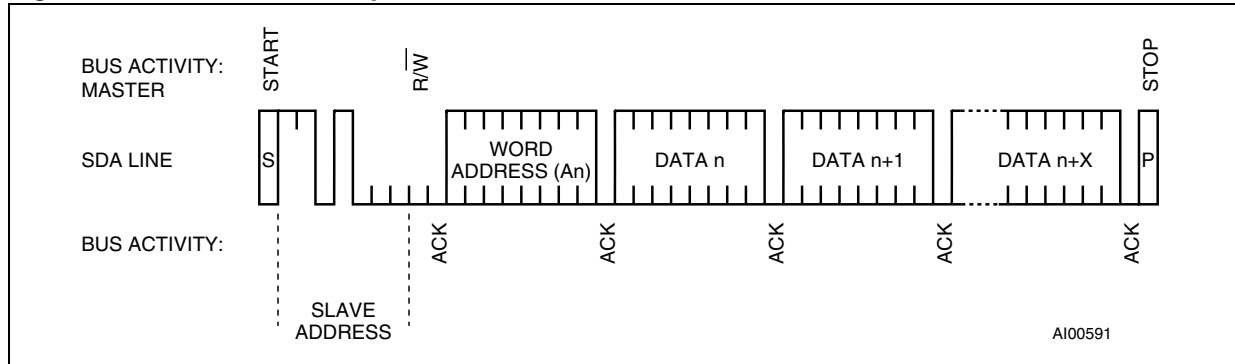 START
R/W
STOP
BUS ACTIVITY:
MASTER
SDA LINE
S
WORD
ADDRESS (An)
DATA n
DATA n+1
DATA n+X
P
BUS ACTIVITY:
ACK
ACK
ACK
ACK
ACK
SLAVE
ADDRESS
AI00591